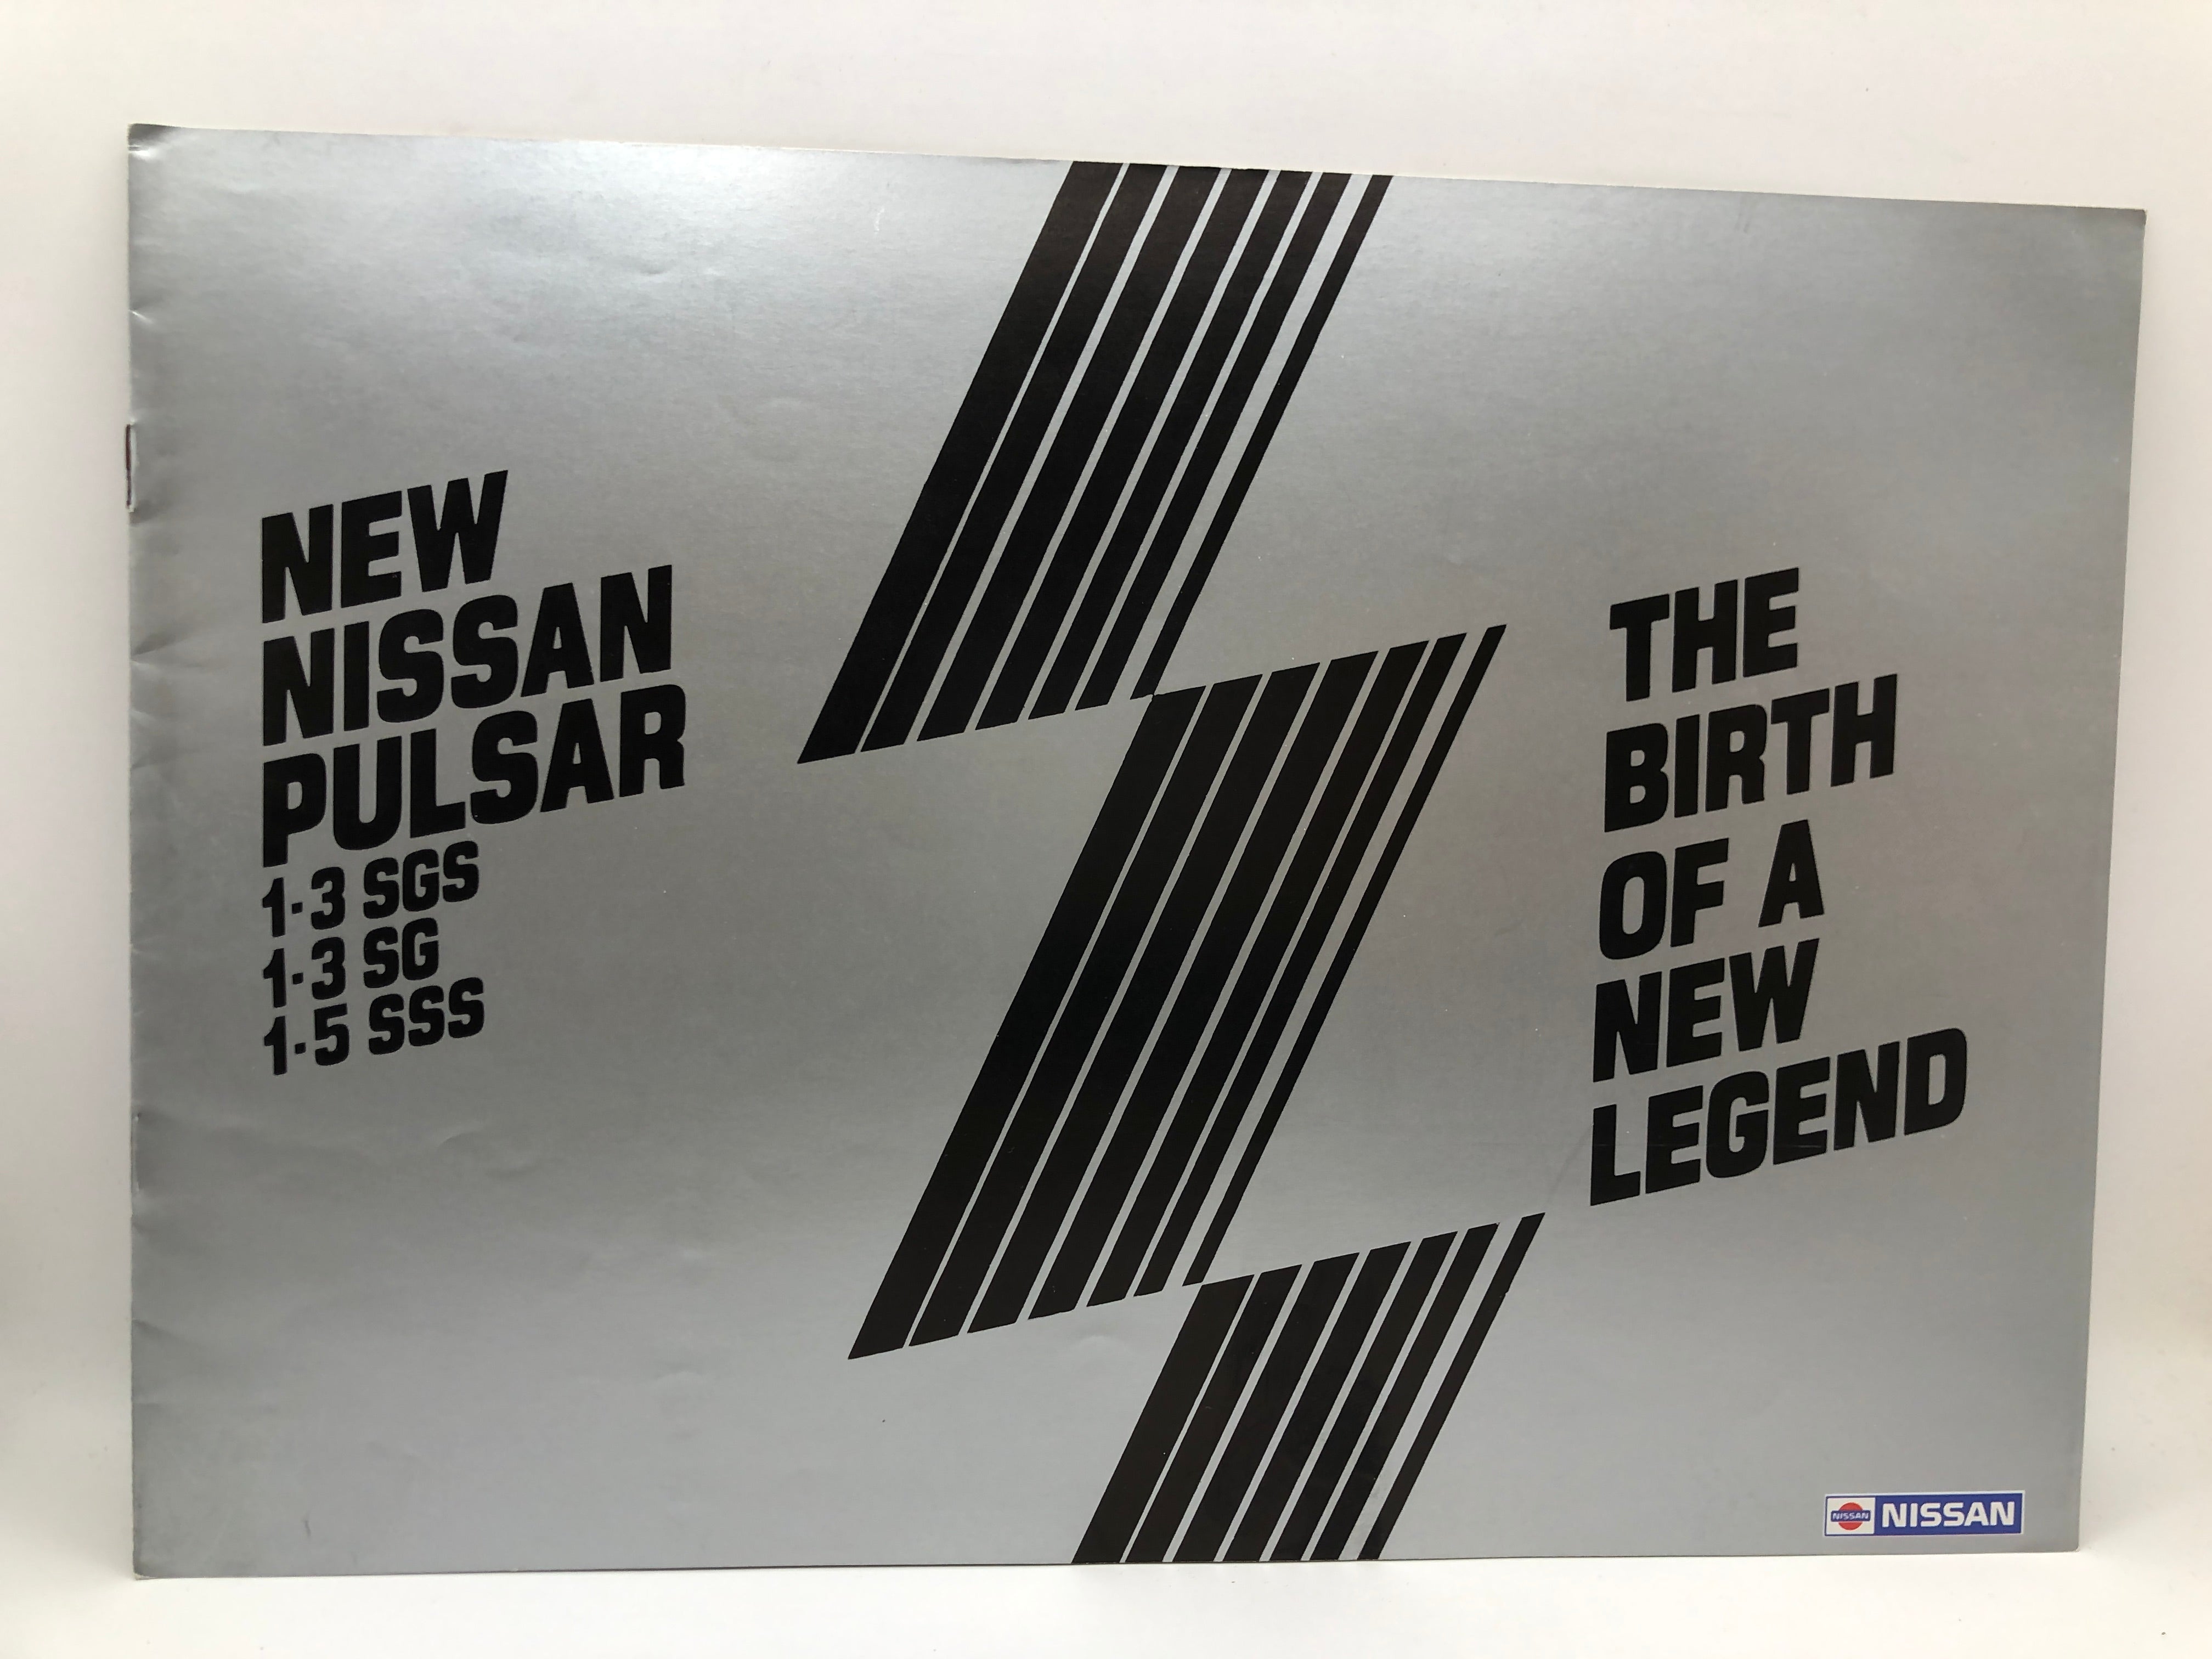 NEW
NISSAN
PULSAR
1·3 SGS
1·3 SG
1·5 SSS
THE
BIRTH
OF A
NEW
LEGEND
NISSAN
NISSAN